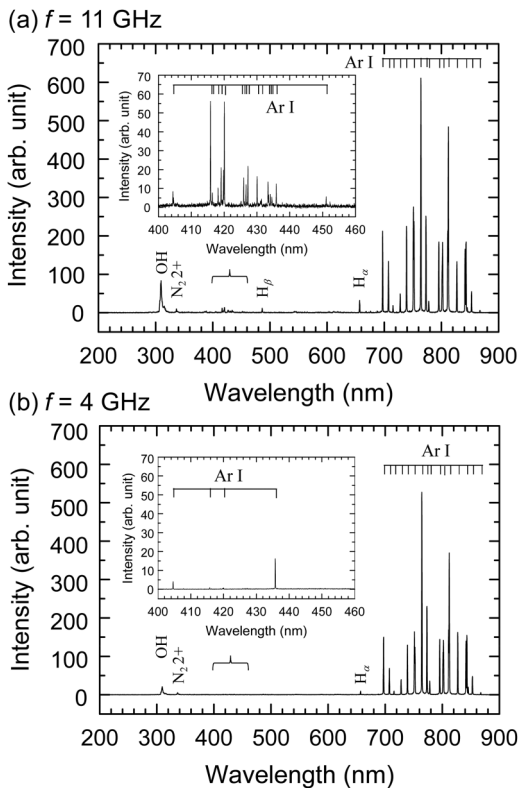 (a) f = 11 GHz
700
600
500
400
300
200
100
0
Intensity (arb. unit)
Ar I
70
60
50
40
30
20
10
0
Intensity (arb. unit)
Ar I
400 410 420 430 440 450 460
Wavelength (nm)
OH
N₂ 2+
Hβ
Hα
200 300 400 500 600 700 800 900
Wavelength (nm)
(b) f = 4 GHz
700
600
500
400
300
200
100
0
Intensity (arb. unit)
Ar I
70
60
50
40
30
20
10
0
Intensity (arb. unit)
Ar I
400 410 420 430 440 450 460
Wavelength (nm)
OH
N₂ 2+
Hα
200 300 400 500 600 700 800 900
Wavelength (nm)